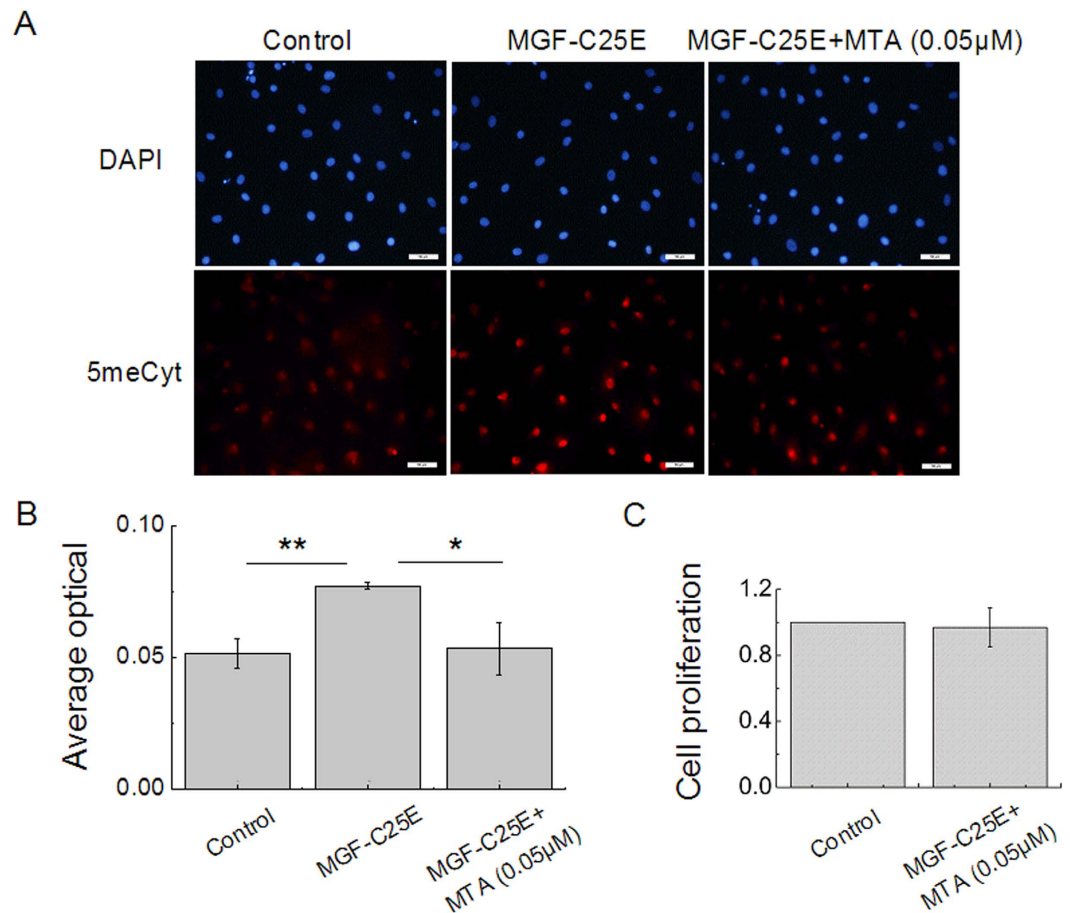 A
Control MGF-C25E MGF-C25E+MTA (0.05µM)
DAPI
5meCyt
B
C
Average optical
0.10
0.05
0.00
**
*
Control
MGF-C25E
MGF-C25E+
MTA (0.05µM)
Cell proliferation
1.2
0.8
0.4
0.0
Control
MGF-C25E+
MTA (0.05µM)